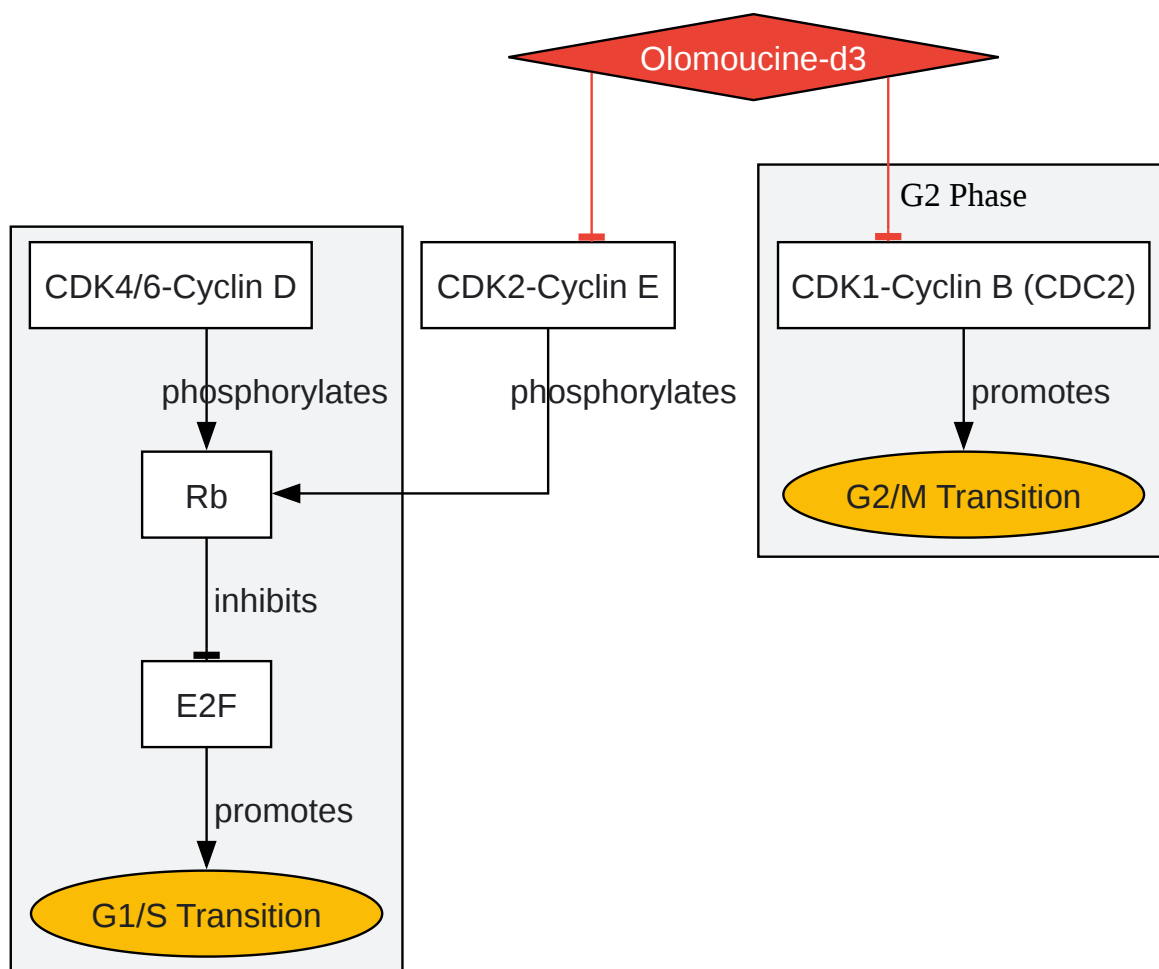 Olomoucine-d3
G2 Phase
CDK4/6-Cyclin D
CDK2-Cyclin E
CDK1-Cyclin B (CDC2)
phosphorylates
phosphorylates
promotes
Rb
G2/M Transition
inhibits
E2F
promotes
G1/S Transition